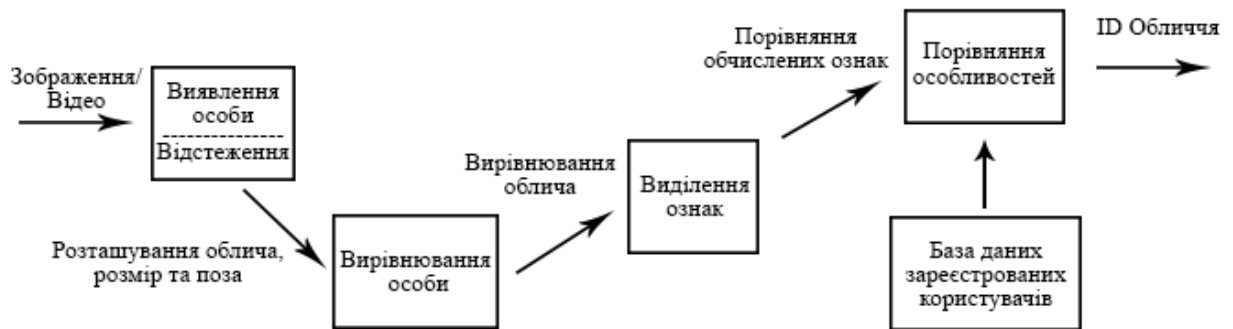 Зображення/
Відео
Виявлення
особи
Відстеження
Розташування облича,
розмір та поза
Вирівнювання
особи
Вирівнювання
облича
Виділення
ознак
Порівняння
обчислених ознак
Порівняння
особливостей
ID Обличчя
База даних
зареєстрованих
користувачів